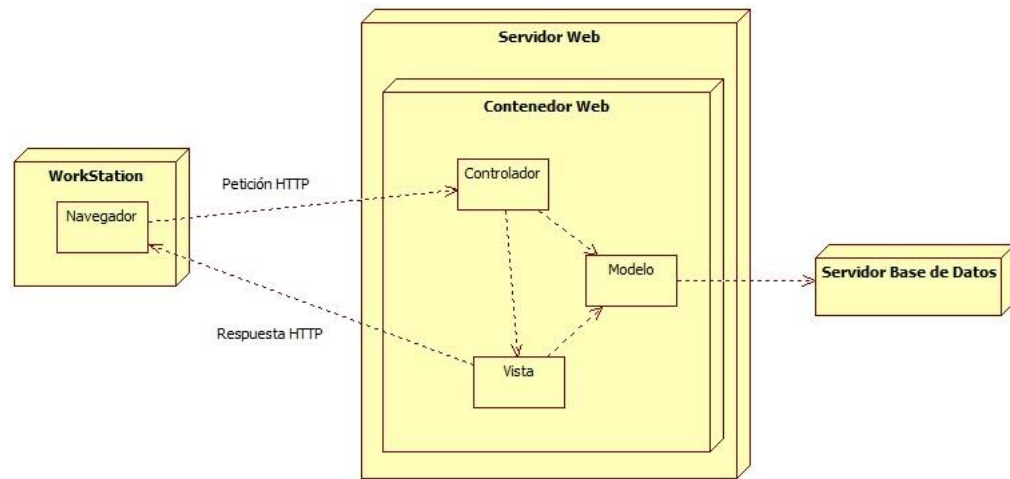 Servidor Web
Contenedor Web
WorkStation
Navegador
Petición HTTP
Controlador
Modelo
Servidor Base de Datos
Respuesta HTTP
Vista